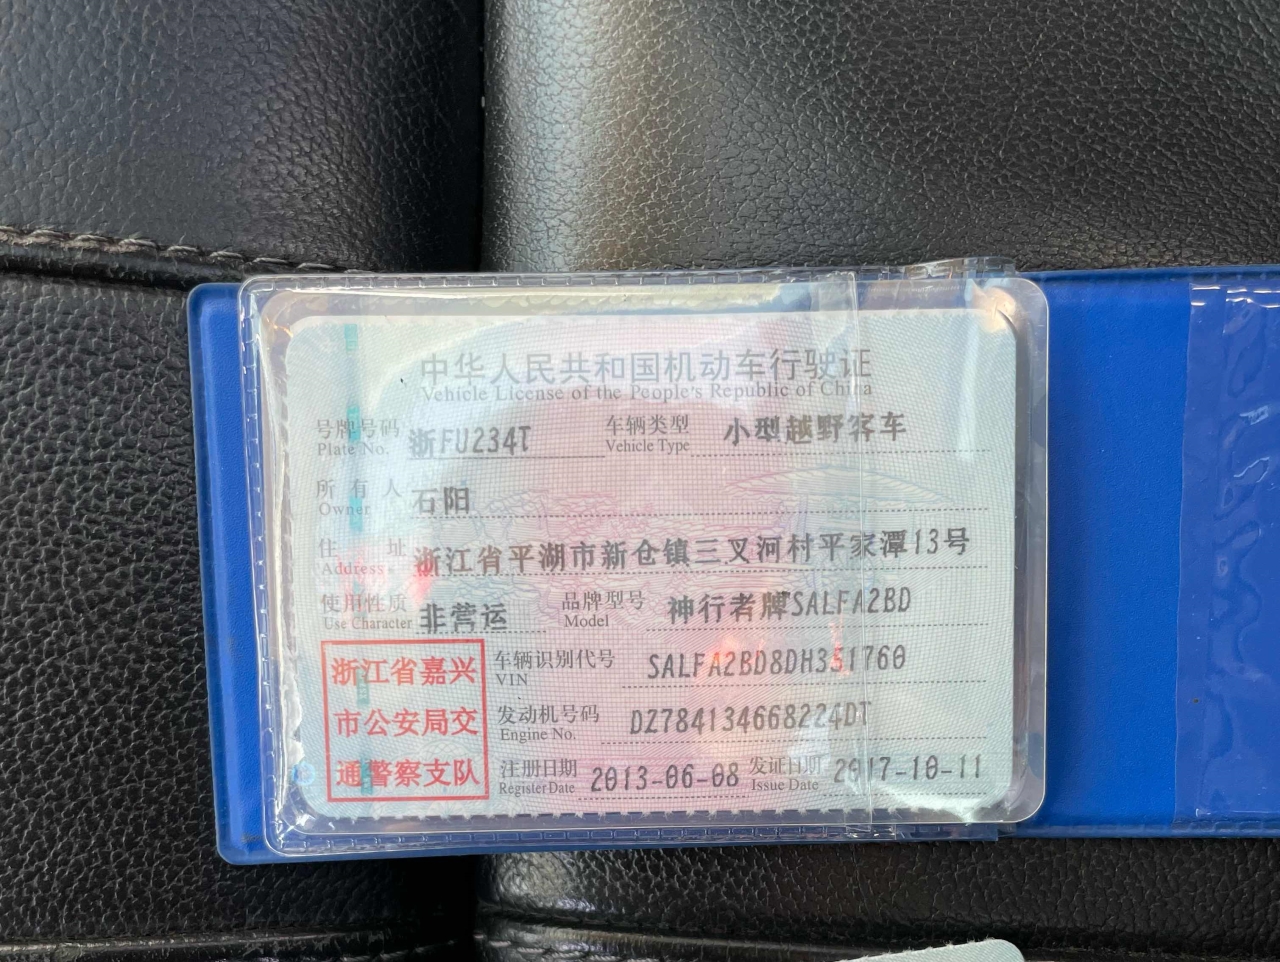 中华人民共和国机动车行驶证
Vehicle License of the People's Republic of China
号牌号码 浙FU234T 车辆类型 小型越野客车
Plate No. Vehicle Type
所有人 石阳
Owner
住址 浙江省平湖市新仓镇三叉河村平家潭13号
Address
使用性质 非营运 品牌型号 神行者牌SALFA2BD
Use Character Model
浙江省嘉兴
市公安局交
通警察支队
车辆识别代号 SALFA2BD8DH331760
VIN
发动机号码 DZ784134668224DT
Engine No.
注册日期 2013-06-08 发证日期 2017-10-11
Register Date Issue Date